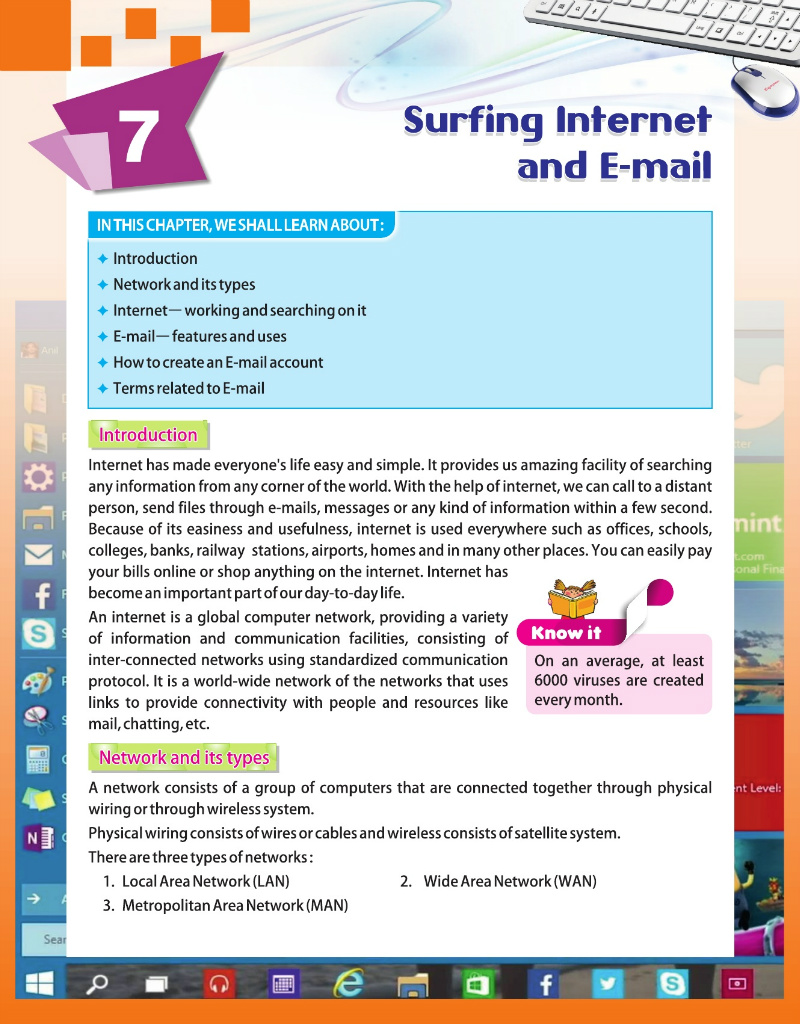 7
Surfing Internet
and E-mail
IN THIS CHAPTER, WE SHALL LEARN ABOUT :
Introduction
Network and its types
Internet— working and searching on it
E-mail— features and uses
How to create an E-mail account
Terms related to E-mail
Introduction
Internet has made everyone's life easy and simple. It provides us amazing facility of searching
any information from any corner of the world. With the help of internet, we can call to a distant
person, send files through e-mails, messages or any kind of information within a few second.
Because of its easiness and usefulness, internet is used everywhere such as offices, schools,
colleges, banks, railway stations, airports, homes and in many other places. You can easily pay
your bills online or shop anything on the internet. Internet has
become an important part of our day-to-day life.
An internet is a global computer network, providing a variety
of information and communication facilities, consisting of
inter-connected networks using standardized communication
protocol. It is a world-wide network of the networks that uses
links to provide connectivity with people and resources like
mail, chatting, etc.
Know it
On an average, at least
6000 viruses are created
every month.
Network and its types
A network consists of a group of computers that are connected together through physical
wiring or through wireless system.
Physical wiring consists of wires or cables and wireless consists of satellite system.
There are three types of networks :
1. Local Area Network (LAN) 2. Wide Area Network (WAN)
3. Metropolitan Area Network (MAN)
Anil
mint
nt Level:
Sear